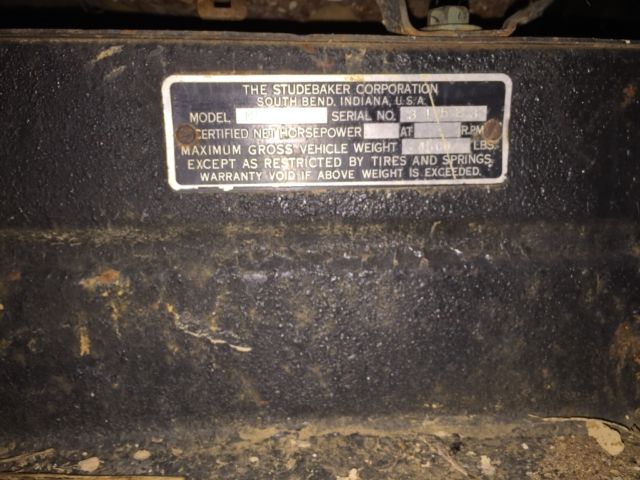 THE STUDEBAKER CORPORATION
SOUTH BEND, INDIANA, U.S.A.
MODEL SERIAL NO.
CERTIFIED NET HORSEPOWER AT R.P.M.
MAXIMUM GROSS VEHICLE WEIGHT LBS.
EXCEPT AS RESTRICTED BY TIRES AND SPRINGS.
WARRANTY VOID IF ABOVE WEIGHT IS EXCEEDED.